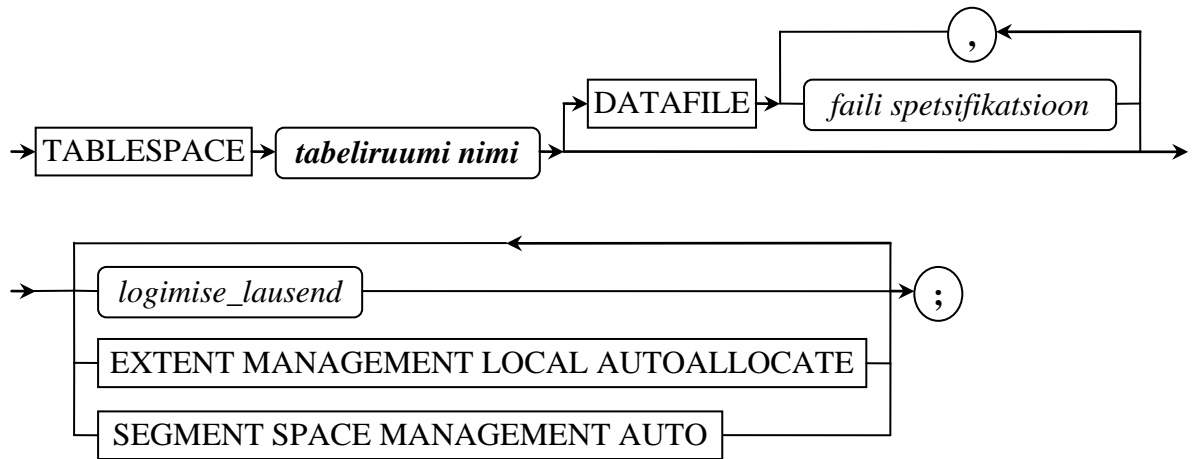 ,
DATAFILE faili spetsifikatsioon
TABLESPACE tabeliruumi nimi
logimise_lausend ;
EXTENT MANAGEMENT LOCAL AUTOALLOCATE
SEGMENT SPACE MANAGEMENT AUTO